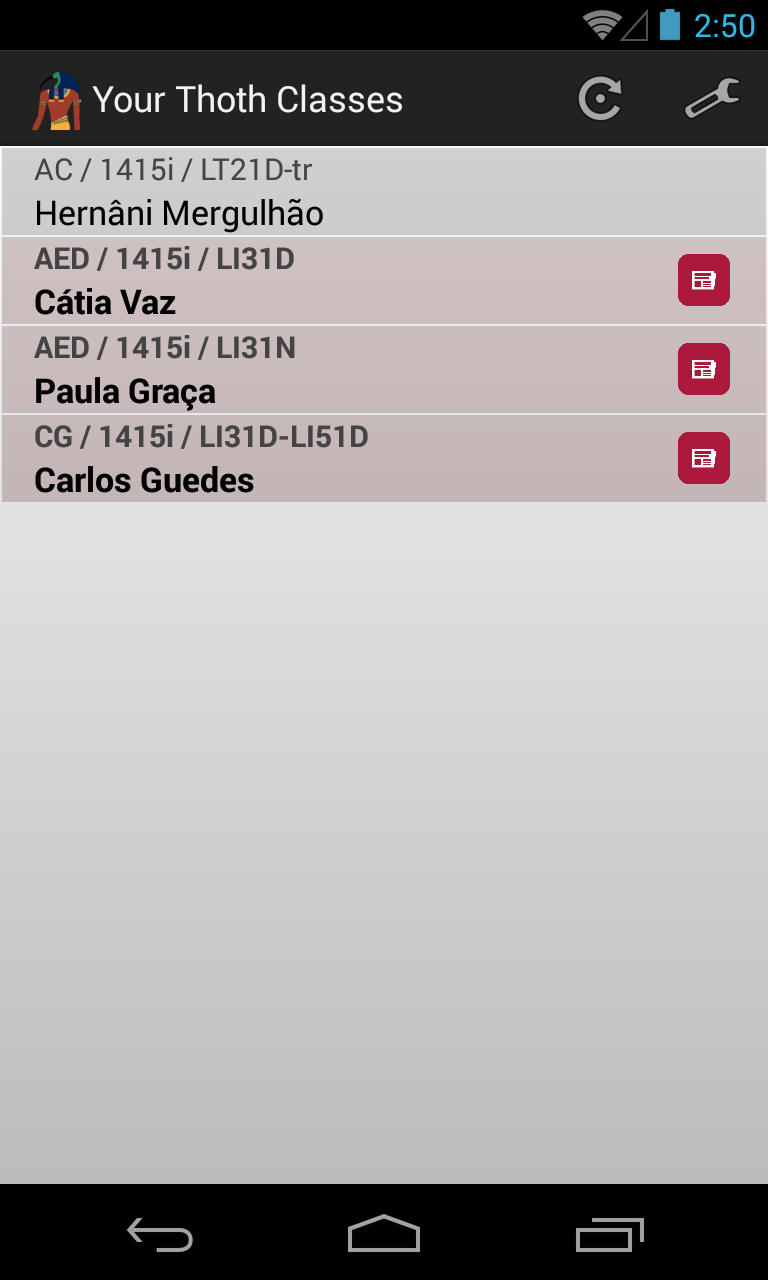 2:50
Your Thoth Classes
AC / 1415i / LT21D-tr
Hernâni Mergulhão
AED / 1415i / LI31D
Cátia Vaz
AED / 1415i / LI31N
Paula Graça
CG / 1415i / LI31D-LI51D
Carlos Guedes